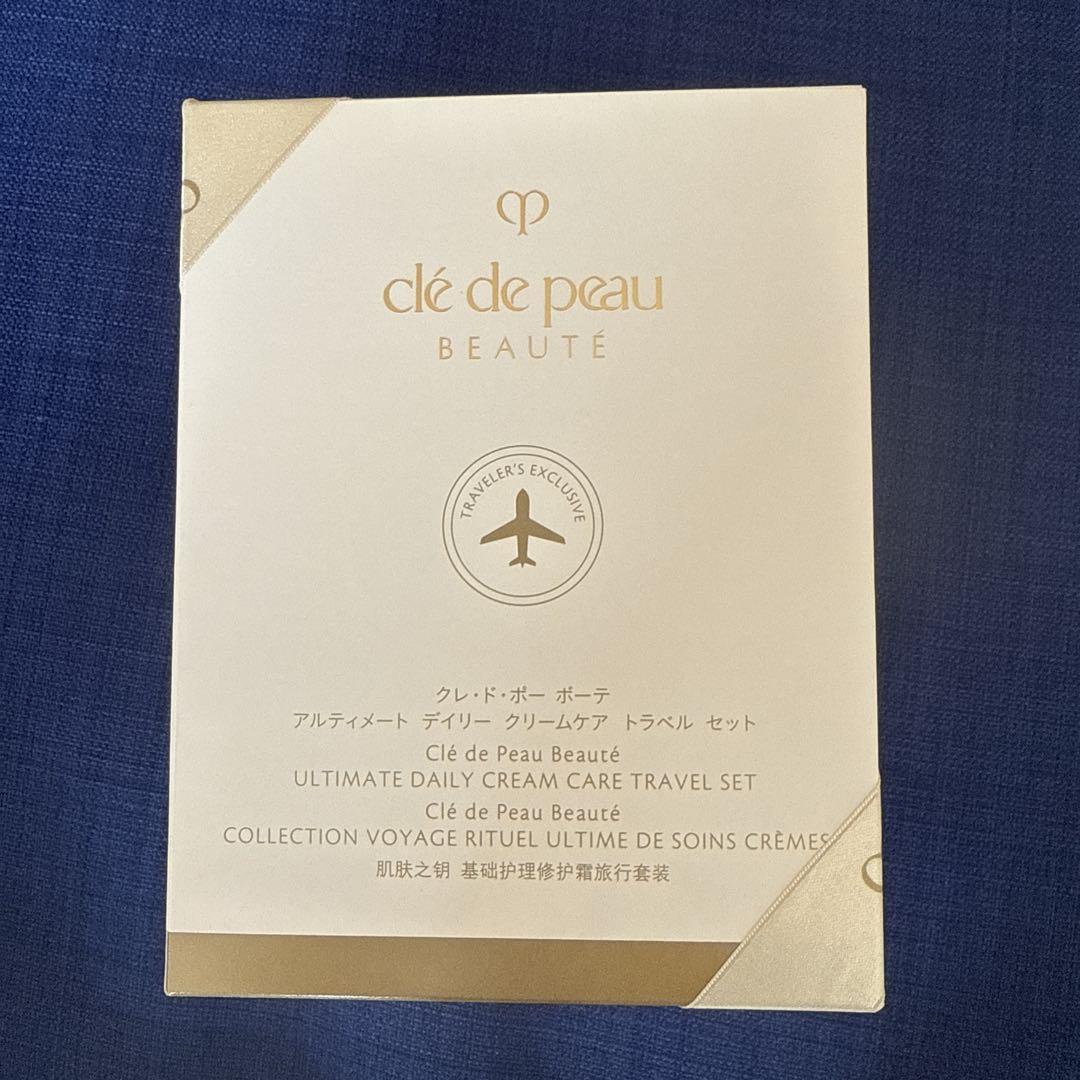 clé de peau
BEAUTÉ
TRAVELER'S EXCLUSIVE
クレ・ド・ポー ボーテ
アルティメート デイリー クリームケア トラベル セット
Clé de Peau Beauté
ULTIMATE DAILY CREAM CARE TRAVEL SET
Clé de Peau Beauté
COLLECTION VOYAGE RITUEL ULTIME DE SOINS CRÈMES
肌肤之钥 基础护理修护霜旅行套装